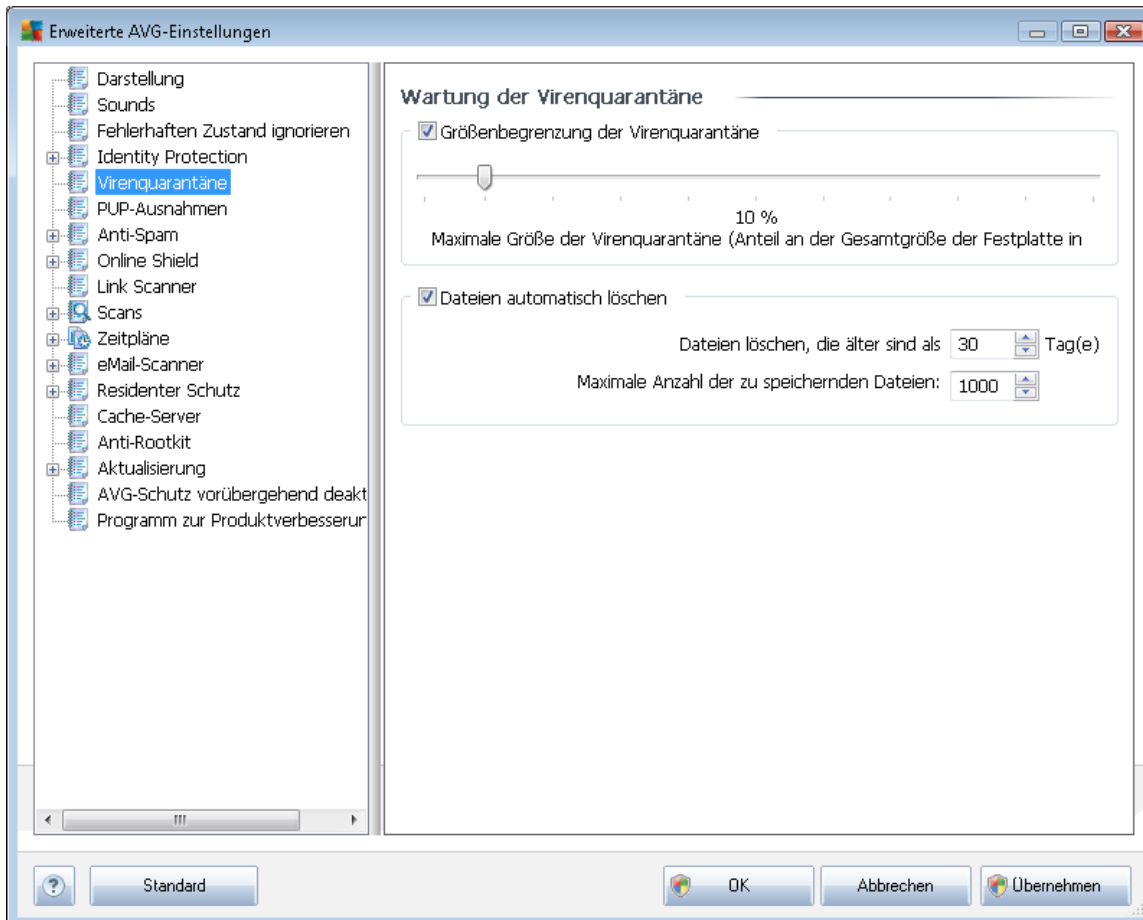 Erweiterte AVG-Einstellungen
Darstellung
Sounds
Fehlerhaften Zustand ignorieren
Identity Protection
Virenquarantäne
PUP-Ausnahmen
Anti-Spam
Online Shield
Link Scanner
Scans
Zeitpläne
eMail-Scanner
Residenter Schutz
Cache-Server
Anti-Rootkit
Aktualisierung
AVG-Schutz vorübergehend deakt
Programm zur Produktverbesserun
Wartung der Virenquarantäne
Größenbegrenzung der Virenquarantäne
10 %
Maximale Größe der Virenquarantäne (Anteil an der Gesamtgröße der Festplatte in
Dateien automatisch löschen
Dateien löschen, die älter sind als 30 Tag(e)
Maximale Anzahl der zu speichernden Dateien: 1000
? Standard OK Abbrechen Übernehmen